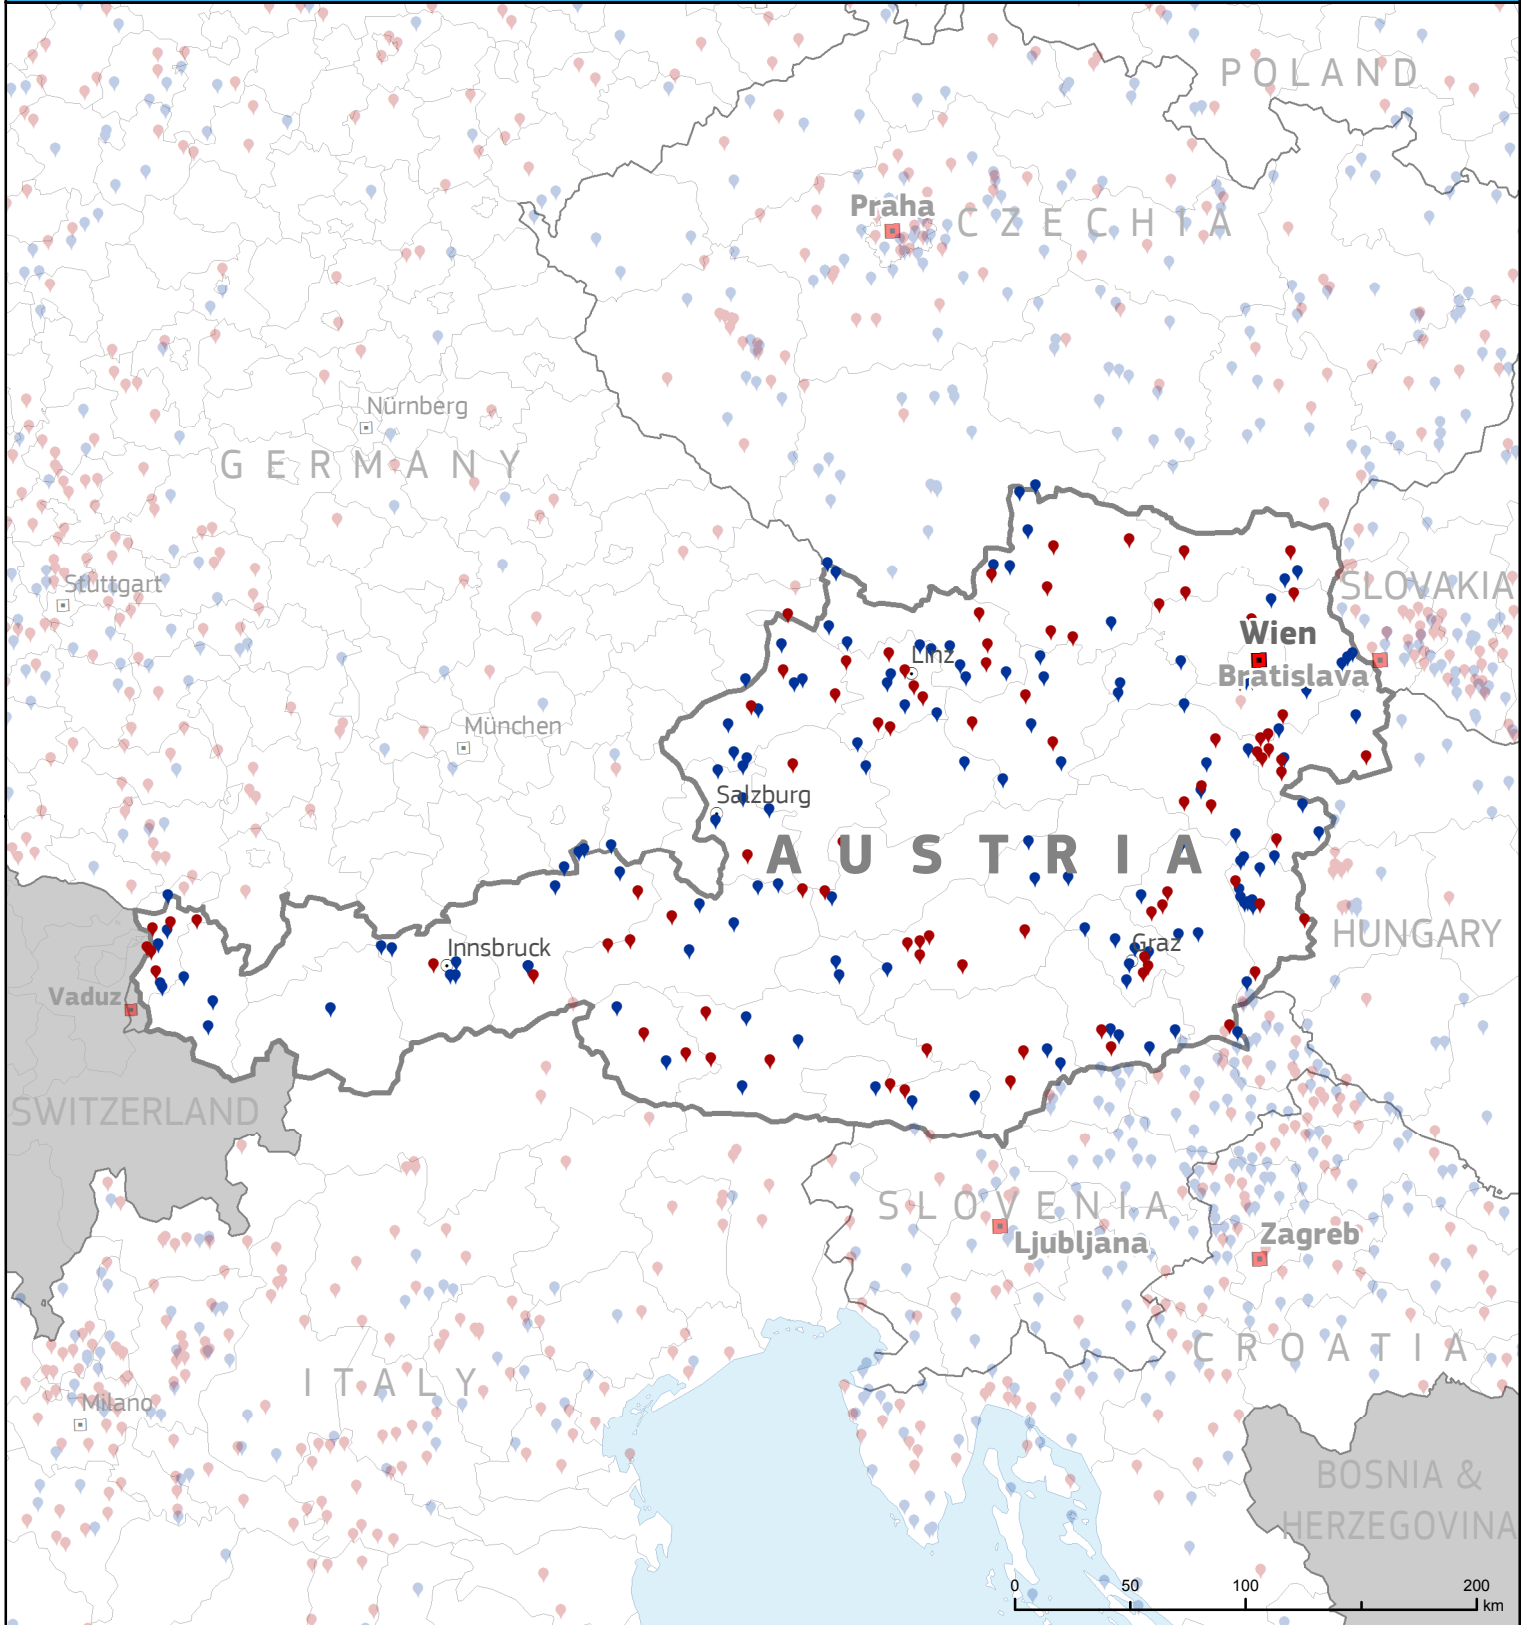 POLAND
Praha
CZECHIA
Nürnberg
GERMANY
Stuttgart
SLOVAKIA
Wien
Linz
Bratislava
München
Salzburg
AUSTRIA
HUNGARY
Innsbruck
Graz
Vaduz
SWITZERLAND
SLOVENIA
Ljubljana
Zagreb
CROATIA
ITALY
Milano
BOSNIA &
HERZEGOVINA
0 50 100 200
km